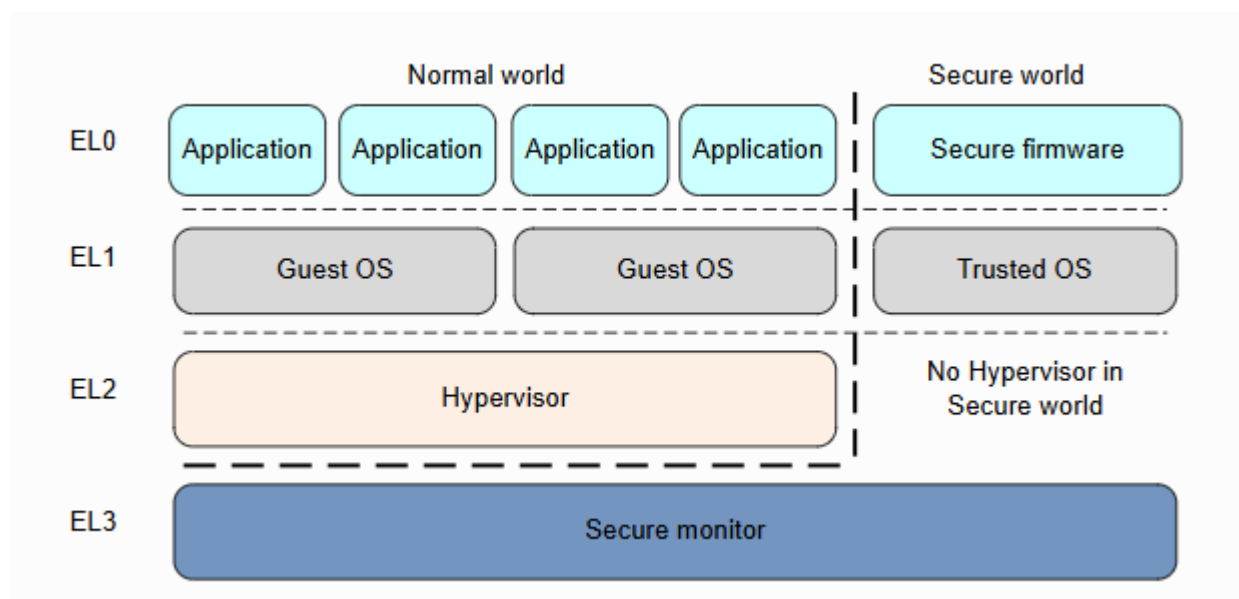 Normal world
Secure world
EL0
Application
Application
Application
Application
Secure firmware
EL1
Guest OS
Guest OS
Trusted OS
EL2
Hypervisor
No Hypervisor in
Secure world
EL3
Secure monitor